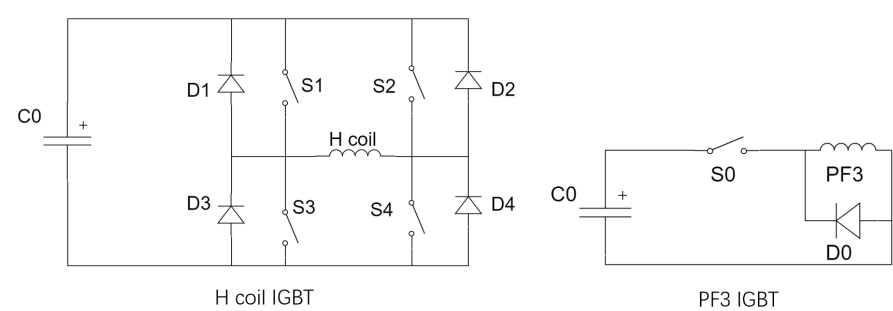 D1
S1
S2
D2
C0
+
H coil
D3
S3
S4
D4
H coil IGBT
S0
PF3
C0
+
D0
PF3 IGBT